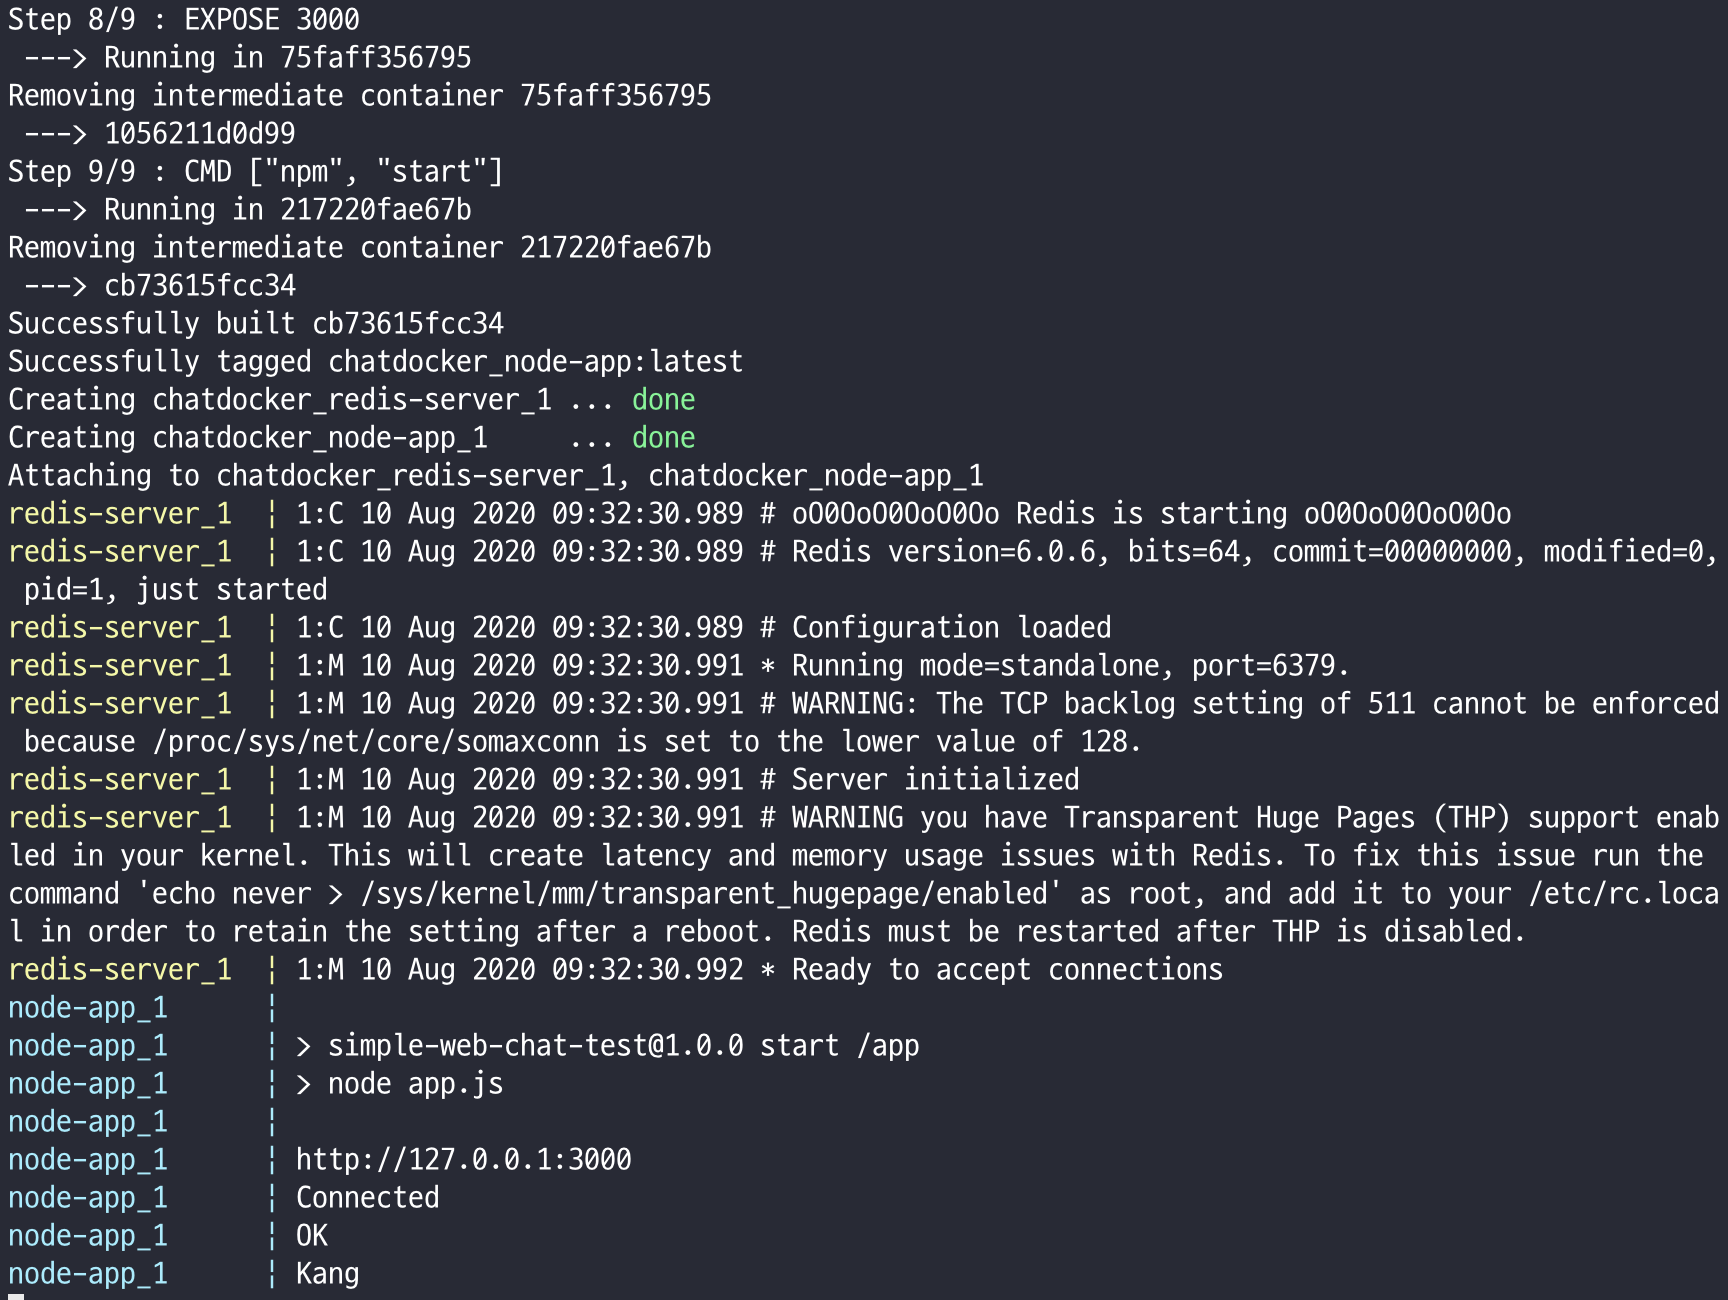 Step 8/9 : EXPOSE 3000
 ---> Running in 75faff356795
Removing intermediate container 75faff356795
 ---> 1056211d0d99
Step 9/9 : CMD ["npm", "start"]
 ---> Running in 217220fae67b
Removing intermediate container 217220fae67b
 ---> cb73615fcc34
Successfully built cb73615fcc34
Successfully tagged chatdocker_node-app:latest
Creating chatdocker_redis-server_1 ... done
Creating chatdocker_node-app_1     ... done
Attaching to chatdocker_redis-server_1, chatdocker_node-app_1
redis-server_1  ¦ 1:C 10 Aug 2020 09:32:30.989 # oO0OoO0OoO0Oo Redis is starting oO0OoO0OoO0Oo
redis-server_1  ¦ 1:C 10 Aug 2020 09:32:30.989 # Redis version=6.0.6, bits=64, commit=00000000, modified=0,
 pid=1, just started
redis-server_1  ¦ 1:C 10 Aug 2020 09:32:30.989 # Configuration loaded
redis-server_1  ¦ 1:M 10 Aug 2020 09:32:30.991 * Running mode=standalone, port=6379.
redis-server_1  ¦ 1:M 10 Aug 2020 09:32:30.991 # WARNING: The TCP backlog setting of 511 cannot be enforced
 because /proc/sys/net/core/somaxconn is set to the lower value of 128.
redis-server_1  ¦ 1:M 10 Aug 2020 09:32:30.991 # Server initialized
redis-server_1  ¦ 1:M 10 Aug 2020 09:32:30.991 # WARNING you have Transparent Huge Pages (THP) support enab
led in your kernel. This will create latency and memory usage issues with Redis. To fix this issue run the
command 'echo never > /sys/kernel/mm/transparent_hugepage/enabled' as root, and add it to your /etc/rc.loca
l in order to retain the setting after a reboot. Redis must be restarted after THP is disabled.
redis-server_1  ¦ 1:M 10 Aug 2020 09:32:30.992 * Ready to accept connections
node-app_1      ¦
node-app_1      ¦ > simple-web-chat-test@1.0.0 start /app
node-app_1      ¦ > node app.js
node-app_1      ¦
node-app_1      ¦ http://127.0.0.1:3000
node-app_1      ¦ Connected
node-app_1      ¦ OK
node-app_1      ¦ Kang